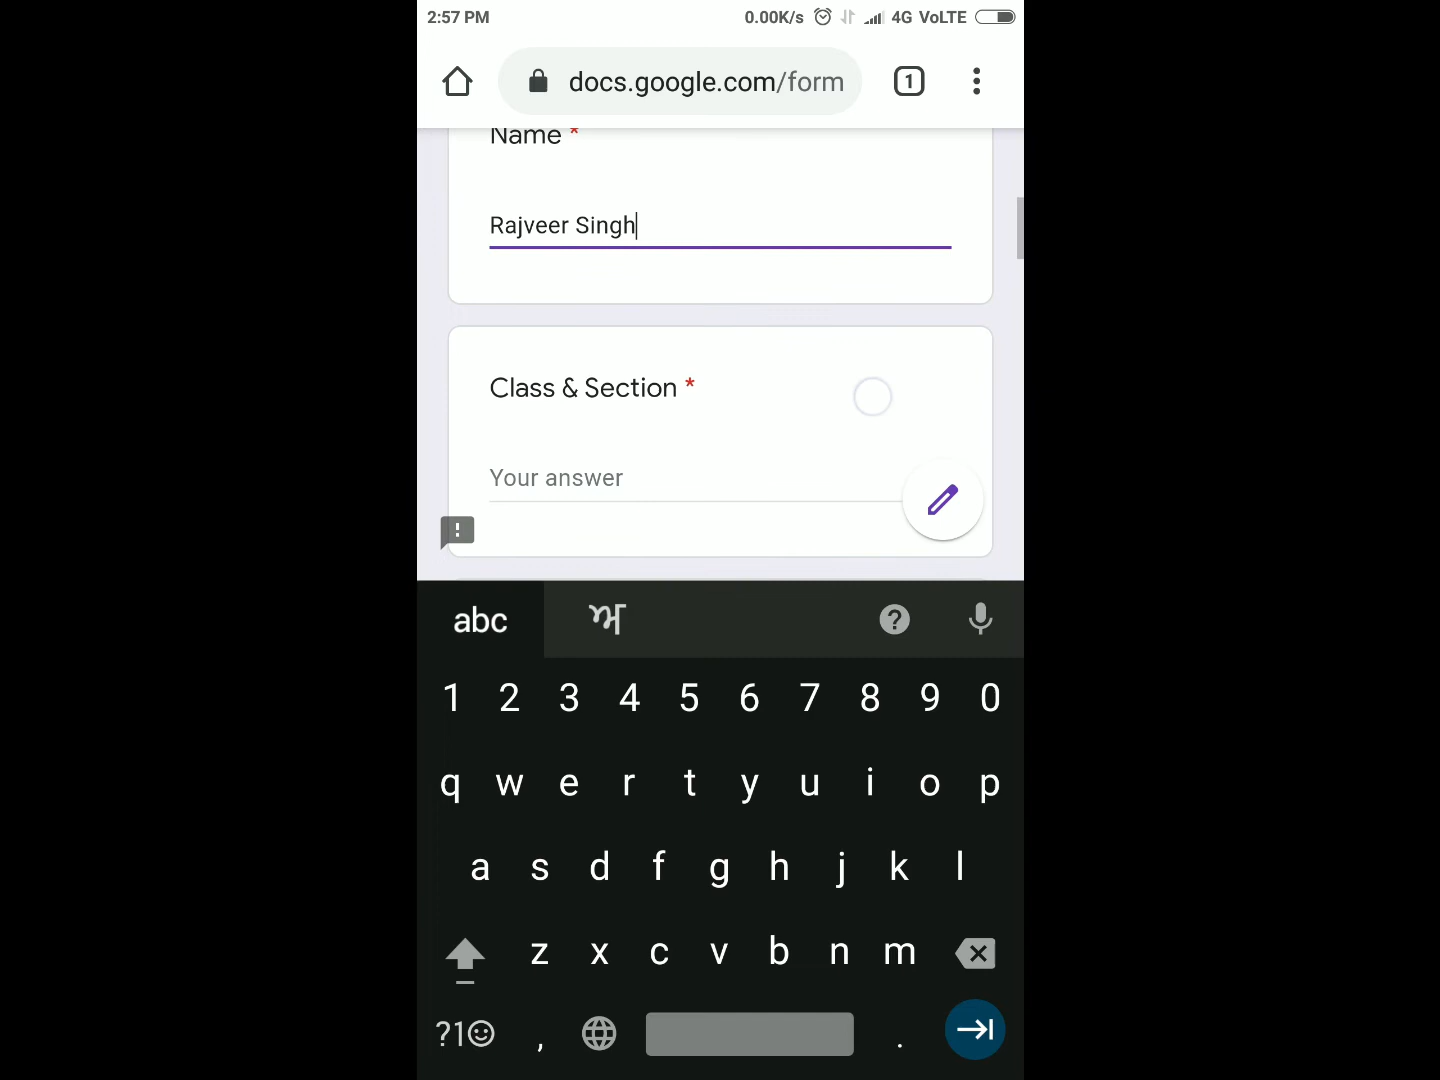 2:57 PM 0.00K/s 4G VoLTE
docs.google.com/form 1
Name *
Rajveer Singh
Class & Section *
Your answer
abc ਅ
1 2 3 4 5 6 7 8 9 0
q w e r t y u i o p
a s d f g h j k l
z x c v b n m
?1☺ , .